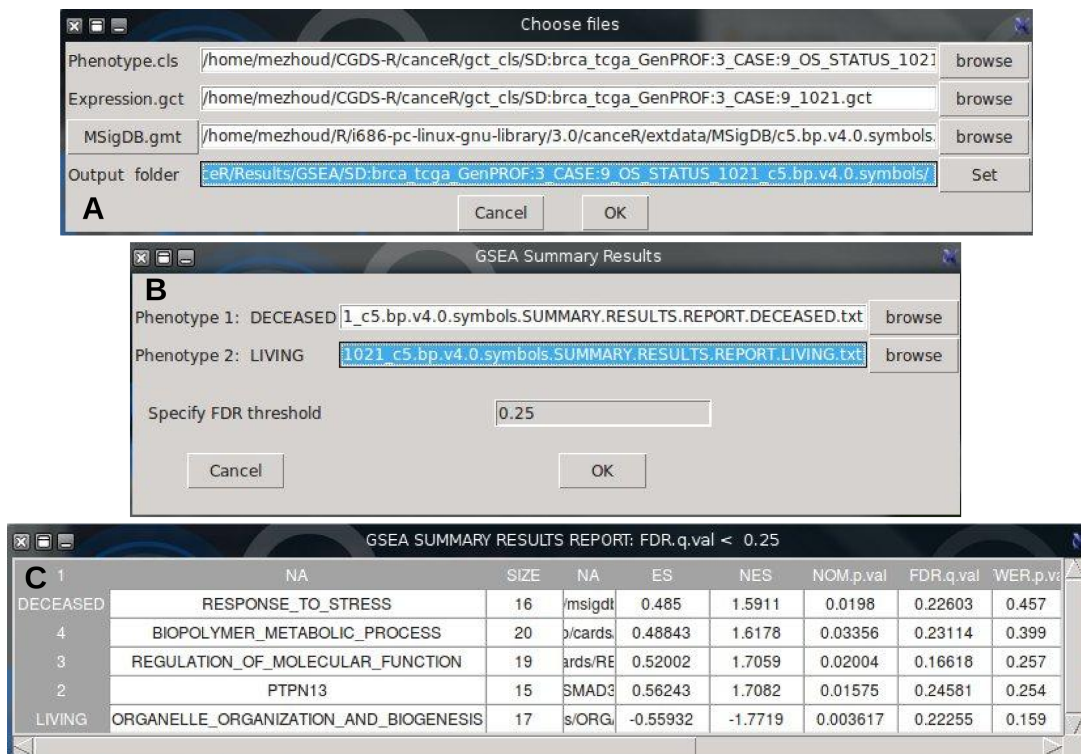 Choose files
Phenotype.cls /home/mezhoud/CGDS-R/canceR/gct_cls/SD:brca_tcga_GenPROF:3_CASE:9_OS_STATUS_1021 browse
Expression.gct /home/mezhoud/CGDS-R/canceR/gct_cls/SD:brca_tcga_GenPROF:3_CASE:9_1021.gct browse
MSigDB.gmt /home/mezhoud/R/i686-pc-linux-gnu-library/3.0/canceR/extdata/MSigDB/c5.bp.v4.0.symbols. browse
Output folder ceR/Results/GSEA/SD:brca_tcga_GenPROF:3_CASE:9_OS_STATUS_1021_c5.bp.v4.0.symbols/ Set
A Cancel OK
GSEA Summary Results
B
Phenotype 1: DECEASED 1_c5.bp.v4.0.symbols.SUMMARY.RESULTS.REPORT.DECEASED.txt browse
Phenotype 2: LIVING 1021_c5.bp.v4.0.symbols.SUMMARY.RESULTS.REPORT.LIVING.txt browse
Specify FDR threshold 0.25
Cancel OK
GSEA SUMMARY RESULTS REPORT: FDR.q.val < 0.25
C 1 NA SIZE NA ES NES NOM.p.val FDR.q.val WER.p.va
DECEASED RESPONSE_TO_STRESS 16 /msigdb 0.485 1.5911 0.0198 0.22603 0.457
4 BIOPOLYMER_METABOLIC_PROCESS 20 o/cards. 0.48843 1.6178 0.03356 0.23114 0.399
3 REGULATION_OF_MOLECULAR_FUNCTION 19 ards/RE 0.52002 1.7059 0.02004 0.16618 0.257
2 PTPN13 15 SMAD3 0.56243 1.7082 0.01575 0.24581 0.254
LIVING ORGANELLE_ORGANIZATION_AND_BIOGENESIS 17 s/ORG -0.55932 -1.7719 0.003617 0.22255 0.159